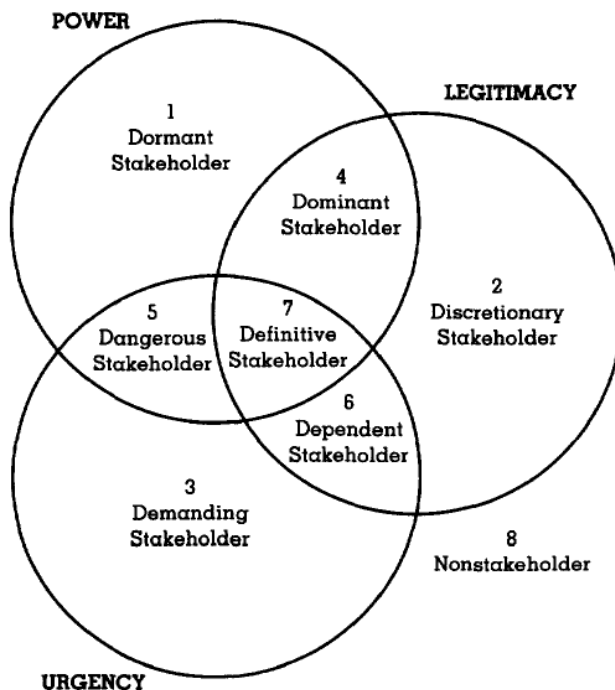 POWER
LEGITIMACY
1
Dormant
Stakeholder
4
Dominant
Stakeholder
2
Discretionary
Stakeholder
5
Dangerous
Stakeholder
7
Definitive
Stakeholder
6
Dependent
Stakeholder
3
Demanding
Stakeholder
8
Nonstakeholder
URGENCY